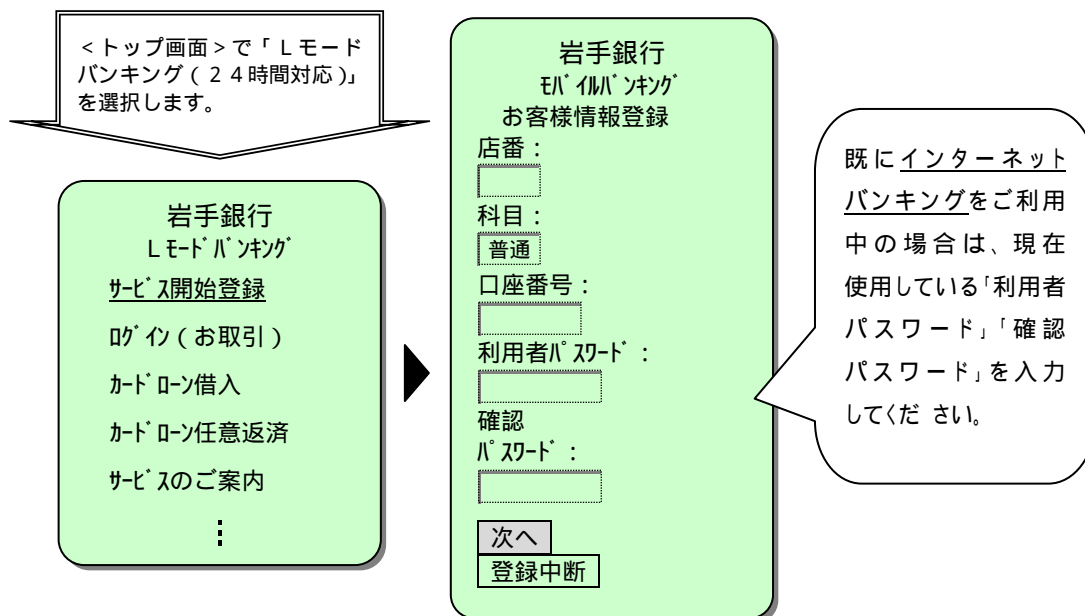 ＜トップ画面＞で「Ｌモード
バンキング（２４時間対応）」
を選択します。
岩手銀行
Ｌﾓｰﾄﾞﾊﾞﾝｷﾝｸﾞ
ｻｰﾋﾞｽ開始登録
ﾛｸﾞｲﾝ（お取引）
ｶｰﾄﾞﾛｰﾝ借入
ｶｰﾄﾞﾛｰﾝ任意返済
ｻｰﾋﾞｽのご案内
岩手銀行
ﾓﾊﾞｲﾙﾊﾞﾝｷﾝｸﾞ
お客様情報登録
店番：
科目：
普通
口座番号：
利用者ﾊﾟｽﾜｰﾄﾞ：
確認
ﾊﾟｽﾜｰﾄﾞ：
次へ
登録中断
既にインターネット
バンキングをご利用
中の場合は、現在
使用している「利用者
パスワード」「確認
パスワード」を入力
してください。